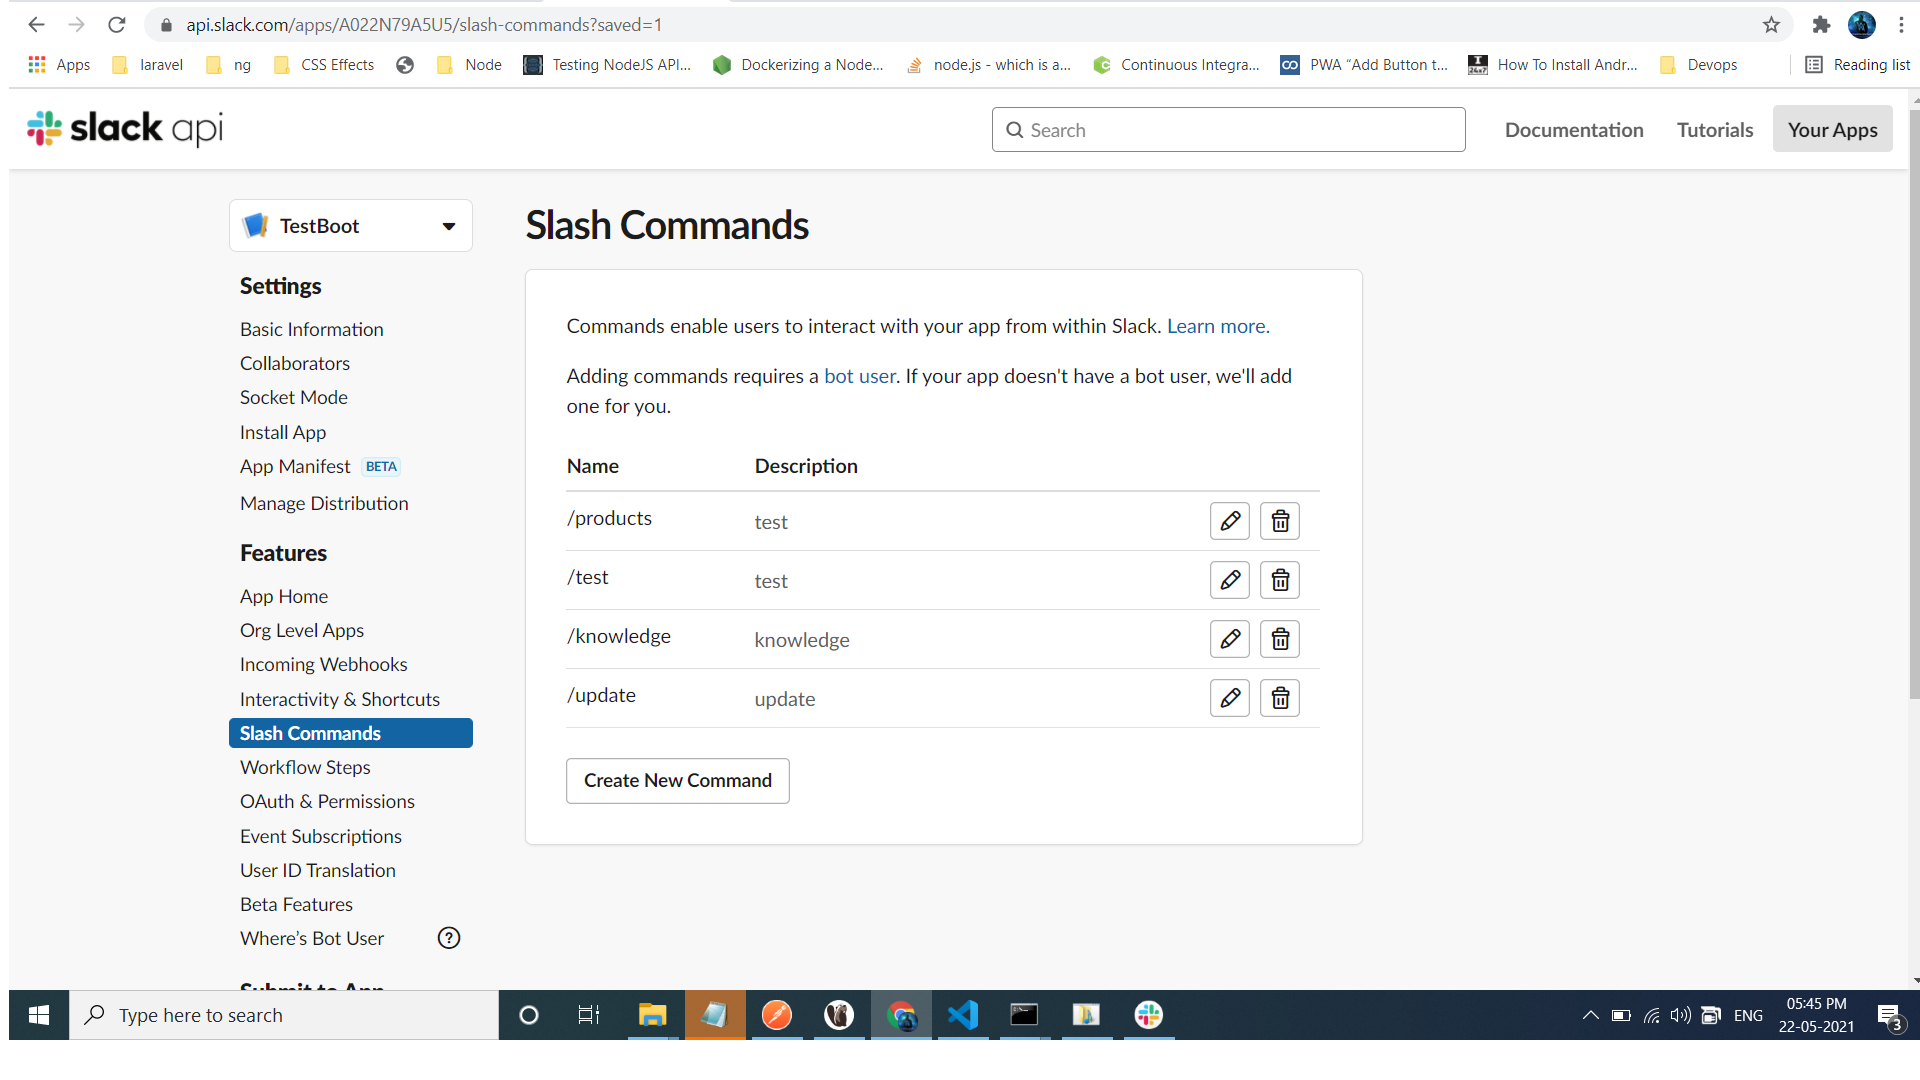 api.slack.com/apps/A022N79A5U5/slash-commands?saved=1
Apps laravel ng CSS Effects Node Testing NodeJS API... Dockerizing a Node... node.js - which is a... Continuous Integra... PWA “Add Button t... How To Install Andr... Devops Reading list
slack api Search Documentation Tutorials Your Apps
TestBoot
Settings
Basic Information
Collaborators
Socket Mode
Install App
App Manifest BETA
Manage Distribution
Features
App Home
Org Level Apps
Incoming Webhooks
Interactivity & Shortcuts
Slash Commands
Workflow Steps
OAuth & Permissions
Event Subscriptions
User ID Translation
Beta Features
Where’s Bot User ?
Submit to App
Slash Commands
Commands enable users to interact with your app from within Slack. Learn more.
Adding commands requires a bot user. If your app doesn't have a bot user, we'll add
one for you.
Name Description
/products test
/test test
/knowledge knowledge
/update update
Create New Command
Type here to search
ENG
05:45 PM
22-05-2021
3